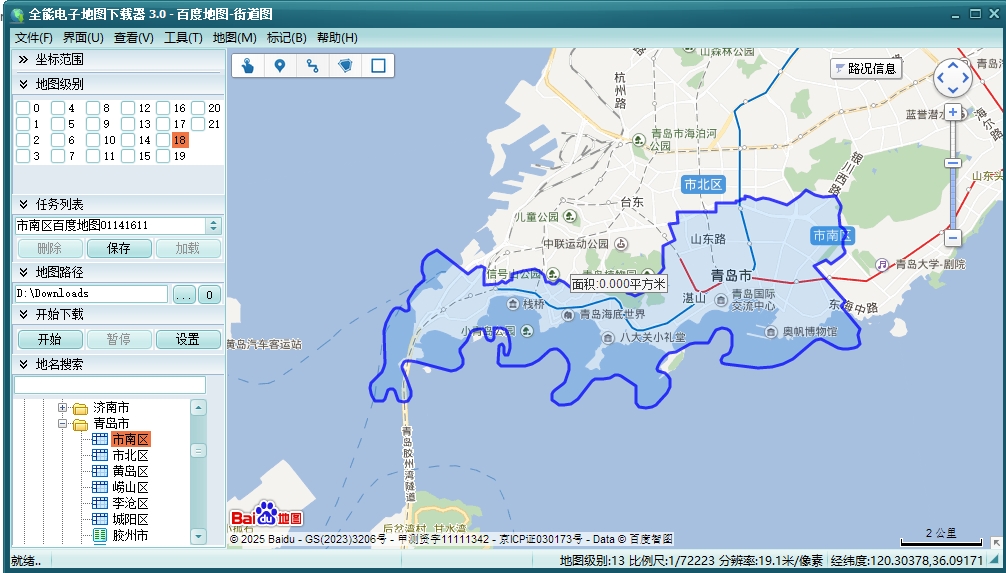 全能电子地图下载器 3.0 - 百度地图-街道图
文件(F) 界面(U) 查看(V) 工具(T) 地图(M) 标记(B) 帮助(H)
坐标范围
地图级别
0 4 8 12 16 20
1 5 9 13 17 21
2 6 10 14 18
3 7 11 15 19
任务列表
市南区百度地图01141611
删除 保存 加载
地图路径
D:\Downloads ... 0
开始下载
开始 暂停 设置
地名搜索
济南市
青岛市
市南区
市北区
黄岛区
崂山区
李沧区
城阳区
胶州市
山森林公园
路况信息
杭州路
青岛市海泊河
公园
蓝誉潜
海尔路
银川西路
山东头
市北区
台东
儿童公园
中联运动公园
山东路
市南区
青岛大学-剧院
信号山公园
青岛植物园
面积:0.000平方米
青岛市
湛山
青岛国际
交流中心
东海中路
栈桥
青岛海底世界
小青岛公园
八大关小礼堂
奥帆博物馆
黄岛汽车客运站
青岛胶州湾隧道
后岔湾村
甘水湾
Bai du 地图
2 公里
© 2025 Baidu - GS(2023)3206号 - 甲测资字11111342 - 京ICP证030173号 - Data © 百度智图
就绪..
地图级别:13 比例尺:1/72223 分辨率:19.1米/像素 经纬度:120.30378,36.09171